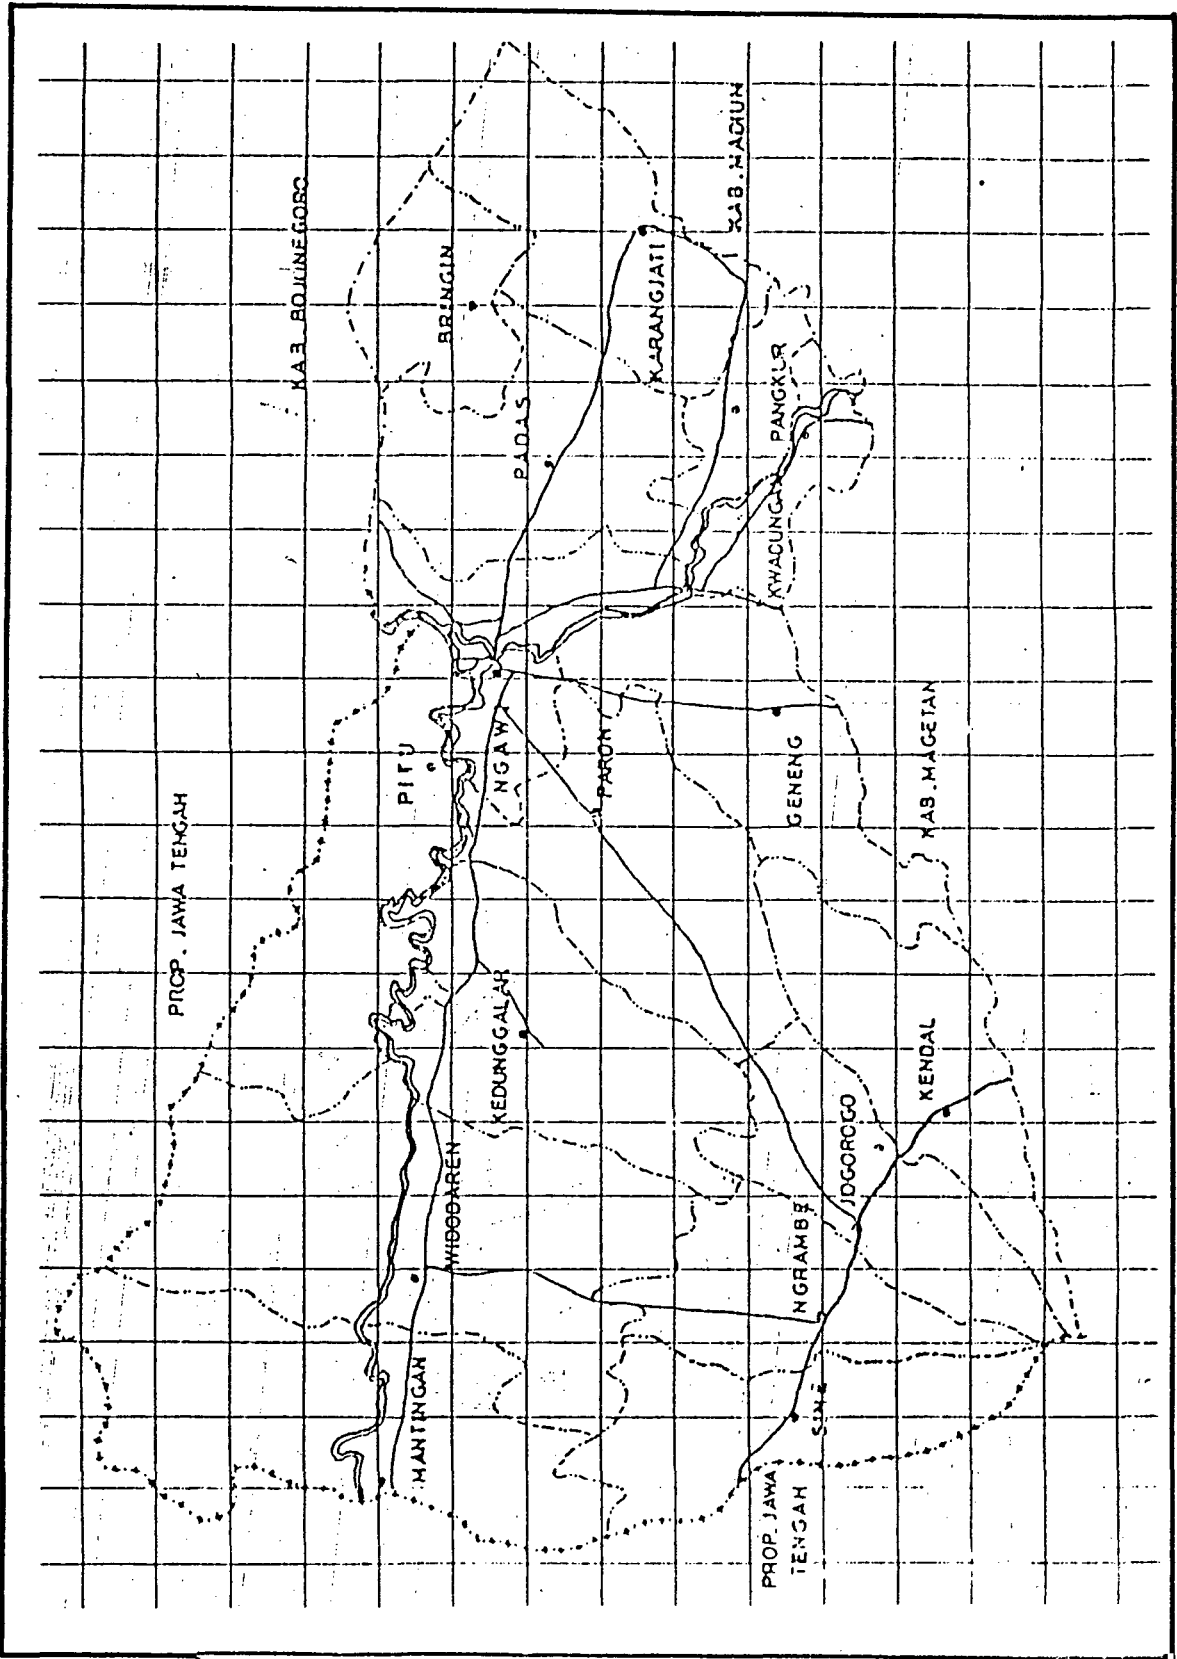 PROP. JAWA TENGAH
KAB. BOJONEGORO
PITU
BRINGIN
MANTINGAN
WIDODAREN
KEDUNGGALAR
NGAWI
PADAS
PARON
KARANGJATI
KAB. MADIUN
PROP. JAWA
TENGAH
SINE
NGRAMBE
JOGOROGO
GENENG
KWADUNGAN
PANGKUR
KENDAL
KAB. MAGETAN